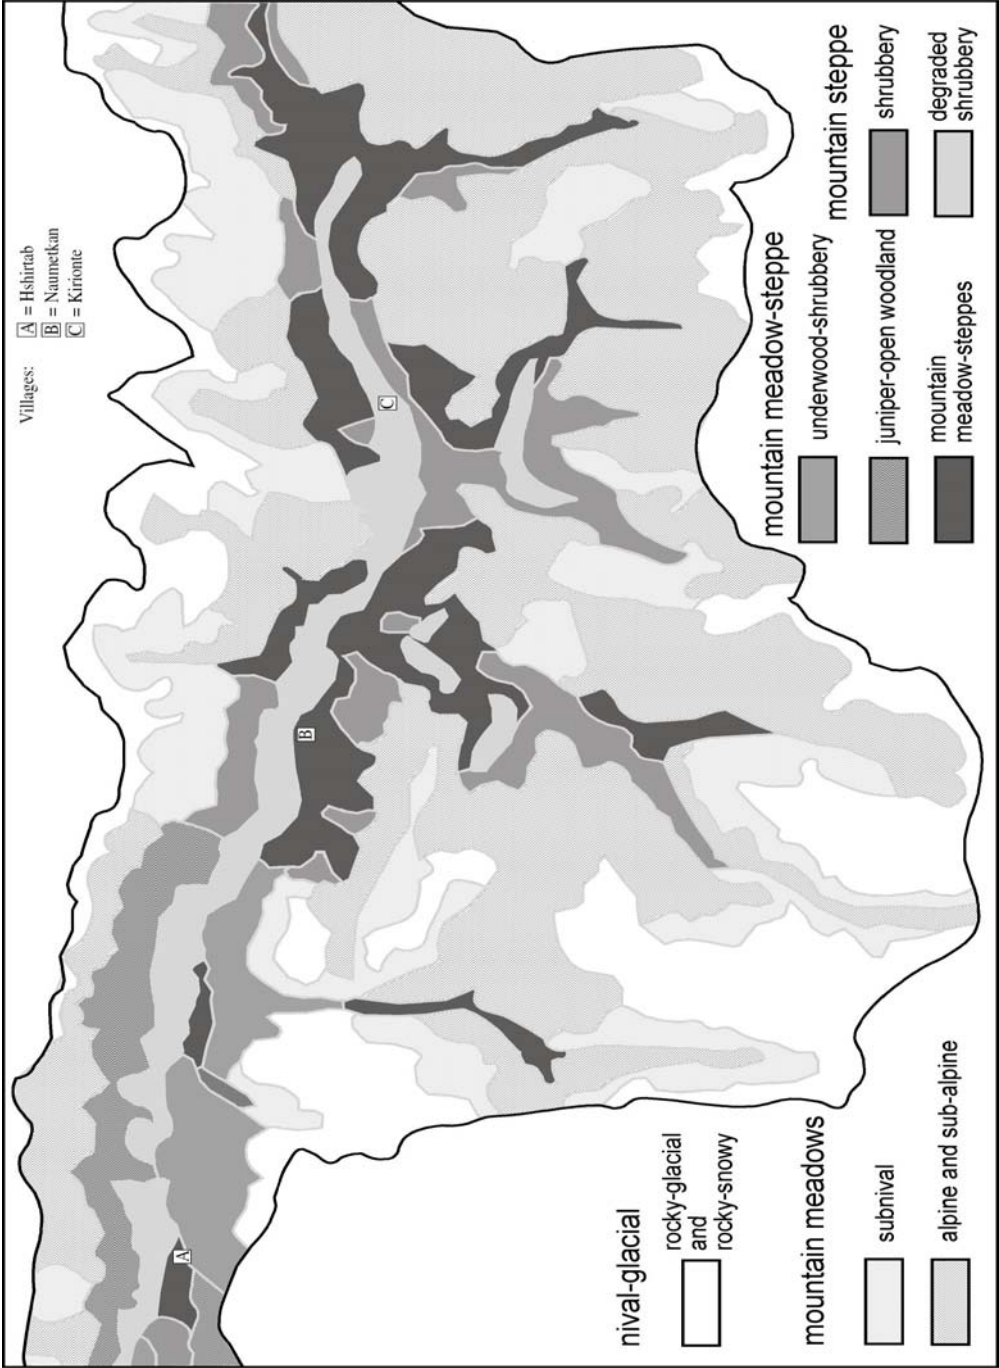 Villages:
A = Hshirtab
B = Naumetkan
C = Kirionte
A
B
C
nival-glacial
rocky-glacial
and
rocky-snowy
mountain meadows
subnival
alpine and sub-alpine
mountain meadow-steppe
underwood-shrubbery
juniper-open woodland
mountain
meadow-steppes
mountain steppe
shrubbery
degraded
shrubbery